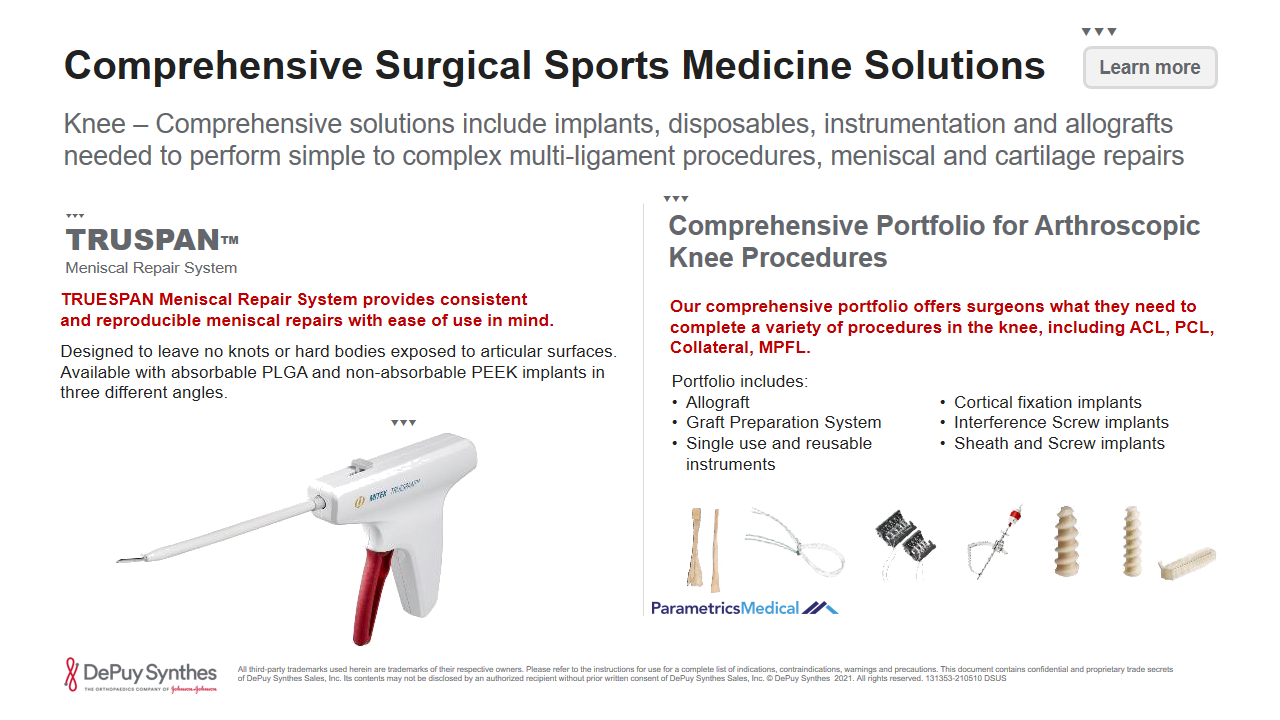 Comprehensive Surgical Sports Medicine Solutions
Learn more
Knee – Comprehensive solutions include implants, disposables, instrumentation and allografts
needed to perform simple to complex multi-ligament procedures, meniscal and cartilage repairs
TRUSPAN™
Meniscal Repair System
TRUESPAN Meniscal Repair System provides consistent
and reproducible meniscal repairs with ease of use in mind.
Designed to leave no knots or hard bodies exposed to articular surfaces.
Available with absorbable PLGA and non-absorbable PEEK implants in
three different angles.
MITEK TRUESPAN™
Comprehensive Portfolio for Arthroscopic
Knee Procedures
Our comprehensive portfolio offers surgeons what they need to
complete a variety of procedures in the knee, including ACL, PCL,
Collateral, MPFL.
Portfolio includes:
• Allograft
• Graft Preparation System
• Single use and reusable
instruments
• Cortical fixation implants
• Interference Screw implants
• Sheath and Screw implants
ParametricsMedical
DePuy Synthes
THE ORTHOPAEDICS COMPANY OF Johnson & Johnson
All third-party trademarks used herein are trademarks of their respective owners. Please refer to the instructions for use for a complete list of indications, contraindications, warnings and precautions. This document contains confidential and proprietary trade secrets
of DePuy Synthes Sales, Inc. Its contents may not be disclosed by an authorized recipient without prior written consent of DePuy Synthes Sales, Inc. © DePuy Synthes 2021. All rights reserved. 131353-210510 DSUS